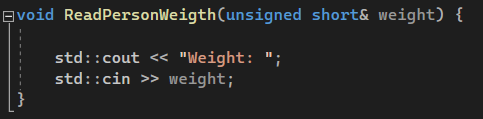 void ReadPersonWeigth(unsigned short& weight) {
std::cout << "Weight: ";
std::cin >> weight;
}